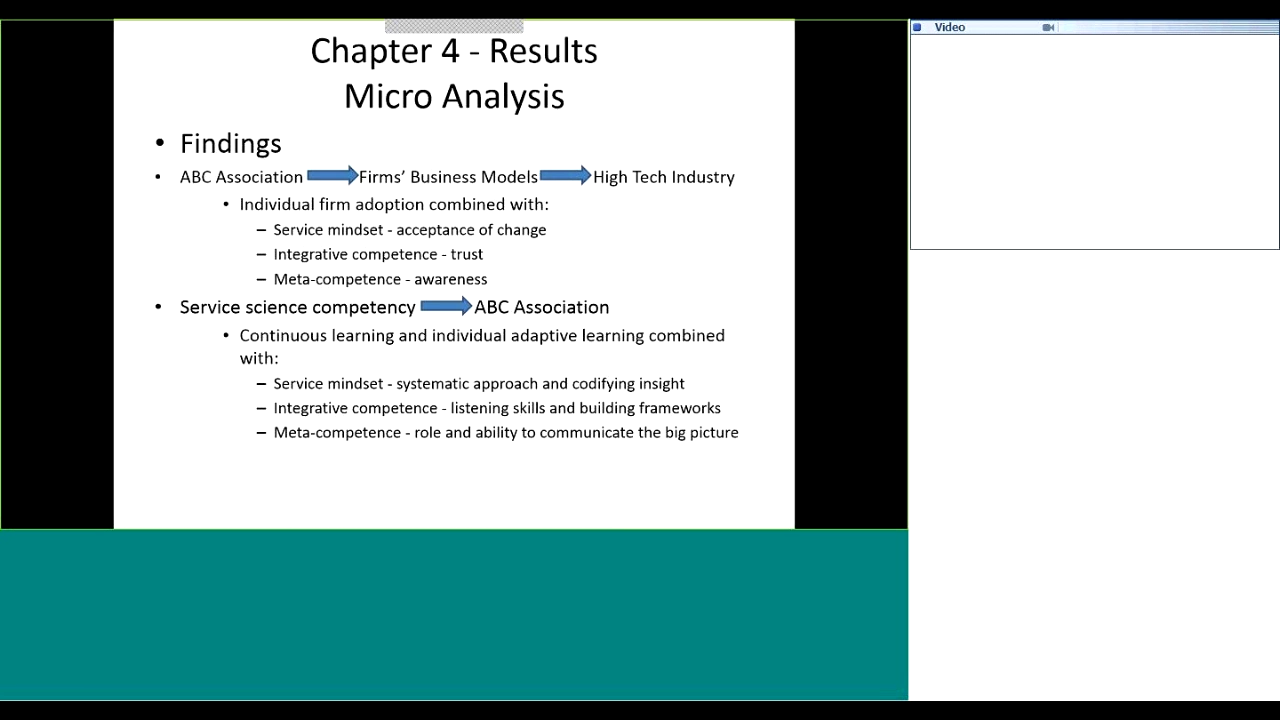 Video
Chapter 4 - Results
Micro Analysis
• Findings
• ABC Association Firms' Business Models High Tech Industry
• Individual firm adoption combined with:
– Service mindset - acceptance of change
– Integrative competence - trust
– Meta-competence - awareness
• Service science competency ABC Association
• Continuous learning and individual adaptive learning combined
with:
– Service mindset - systematic approach and codifying insight
– Integrative competence - listening skills and building frameworks
– Meta-competence - role and ability to communicate the big picture